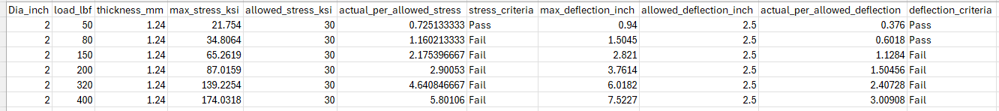 Dia_inch load_lbf thickness_mm max_stress_ksi allowed_stress_ksi actual_per_allowed_stress stress_criteria max_deflection_inch allowed_deflection_inch actual_per_allowed_deflection deflection_criteria
2 50 1.24 21.754 30 0.725133333 Pass 0.94 2.5 0.376 Pass
2 80 1.24 34.8064 30 1.160213333 Fail 1.5045 2.5 0.6018 Pass
2 150 1.24 65.2619 30 2.175396667 Fail 2.821 2.5 1.1284 Fail
2 200 1.24 87.0159 30 2.90053 Fail 3.7614 2.5 1.50456 Fail
2 320 1.24 139.2254 30 4.640846667 Fail 6.0182 2.5 2.40728 Fail
2 400 1.24 174.0318 30 5.80106 Fail 7.5227 2.5 3.00908 Fail